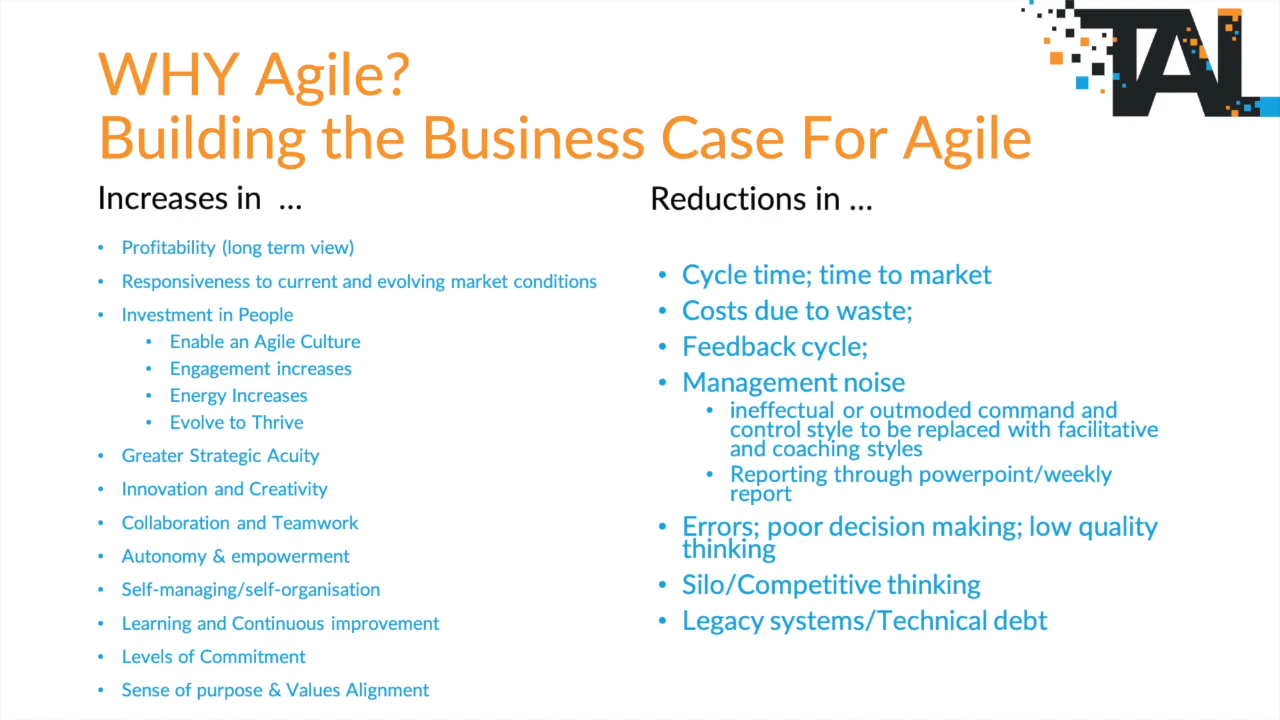 TAL
WHY Agile?
Building the Business Case For Agile
Increases in ...
• Profitability (long term view)
• Responsiveness to current and evolving market conditions
• Investment in People
• Enable an Agile Culture
• Engagement increases
• Energy Increases
• Evolve to Thrive
• Greater Strategic Acuity
• Innovation and Creativity
• Collaboration and Teamwork
• Autonomy & empowerment
• Self-managing/self-organisation
• Learning and Continuous improvement
• Levels of Commitment
• Sense of purpose & Values Alignment
Reductions in ...
• Cycle time; time to market
• Costs due to waste;
• Feedback cycle;
• Management noise
• ineffectual or outmoded command and
control style to be replaced with facilitative
and coaching styles
• Reporting through powerpoint/weekly
report
• Errors; poor decision making; low quality
thinking
• Silo/Competitive thinking
• Legacy systems/Technical debt